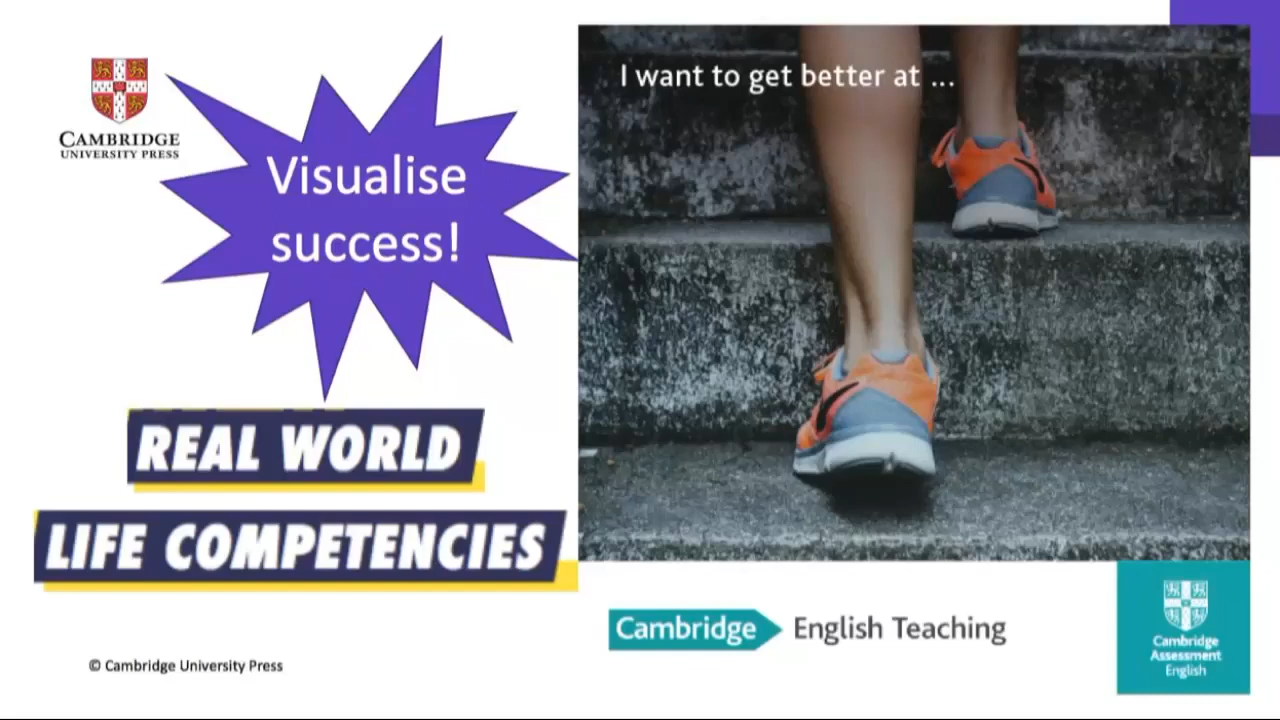 CAMBRIDGE
UNIVERSITY PRESS
Visualise
success!
I want to get better at ...
REAL WORLD
LIFE COMPETENCIES
Cambridge English Teaching
Cambridge
Assessment
English
© Cambridge University Press